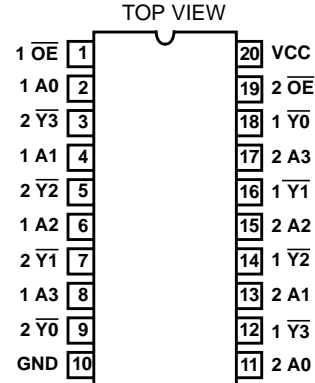 TOP VIEW
1 OE 1 20 VCC
1 A0 2 19 2 OE
2 Y3 3 18 1 Y0
1 A1 4 17 2 A3
2 Y2 5 16 1 Y1
1 A2 6 15 2 A2
2 Y1 7 14 1 Y2
1 A3 8 13 2 A1
2 Y0 9 12 1 Y3
GND 10 11 2 A0